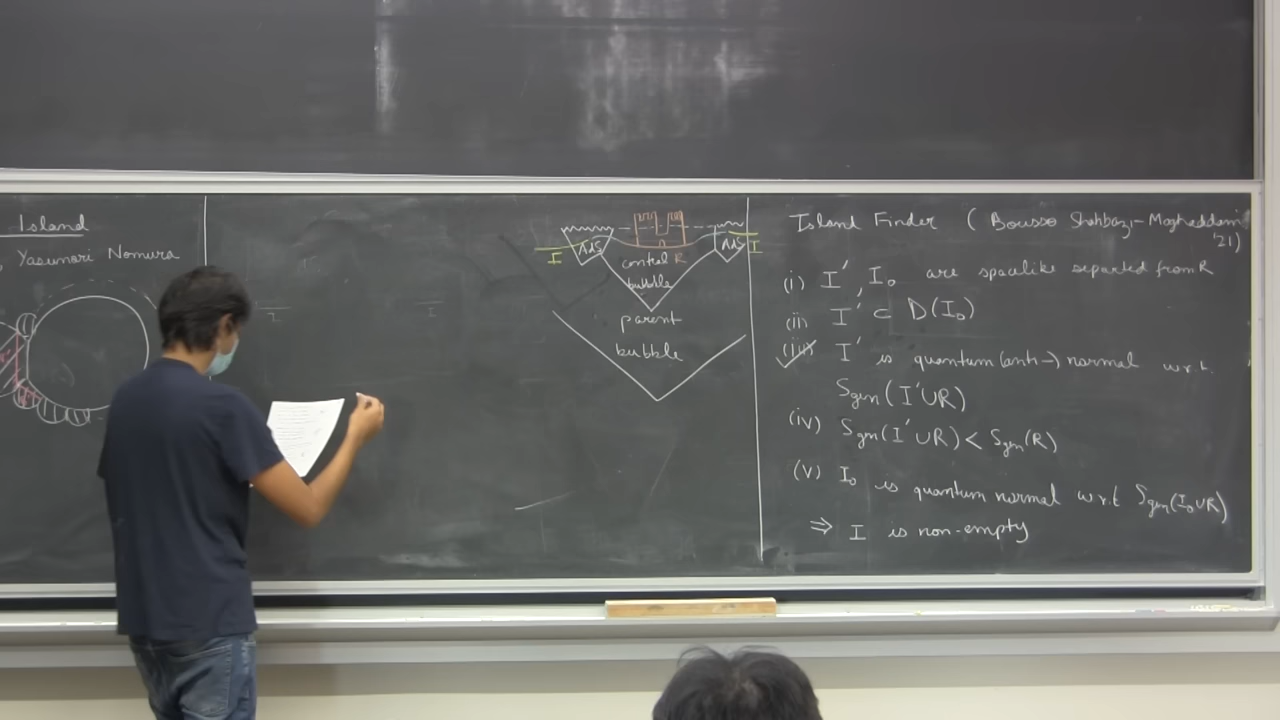 Island
Yasunori Nomura
I
AdS
R
AdS
I
central
bubble
parent
bubble
Island Finder ( Bousso Shahbazi-Moghaddam
'21)
(i) I', I₀ are spacelike separated from R
(ii) I' ⊂ D(I₀)
(iii) I' is quantum (anti-) normal w.r.t.
Sgen(I'∪R)
(iv) Sgen(I'∪R) < Sgen(R)
(v) I₀ is quantum normal w.r.t Sgen(I₀∪R)
⇒ I is non-empty